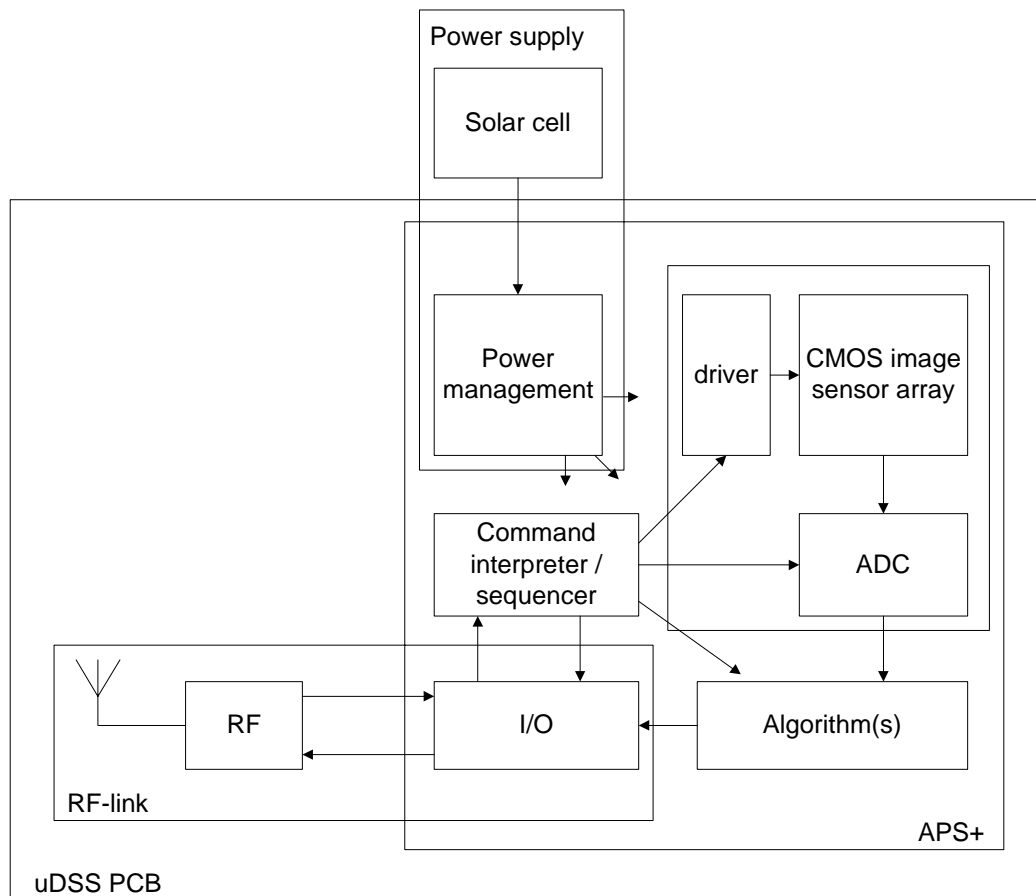 Power supply
Solar cell
Power
management
driver
CMOS image
sensor array
Command
interpreter /
sequencer
ADC
RF
I/O
Algorithm(s)
RF-link
APS+
uDSS PCB